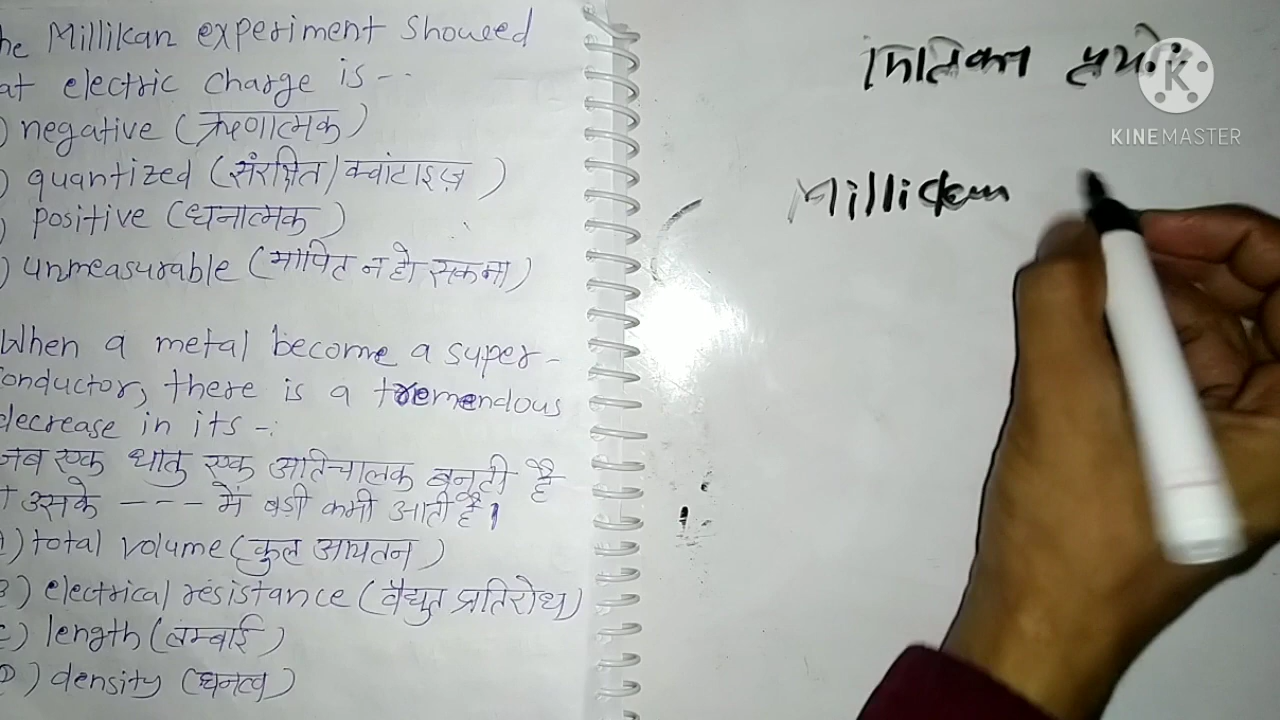 he Millikan experiment showed
at electric charge is -..
) negative (ऋणात्मक)
) quantized (संरक्षित/क्वांटाइज़)
) positive (धनात्मक)
) unmeasurable (मापित न हो सकना)
When a metal become a super-
onductor, there is a tremendous
decrease in its -:
जब एक धातु एक अतिचालक बनती है
उसके --- में बड़ी कमी आती है।
A) total volume (कुल आयतन)
B) electrical resistance (वैद्युत प्रतिरोध)
C) length (लम्बाई)
D) density (घनत्व)
मिलिकन
Millikan
K
KINEMASTER